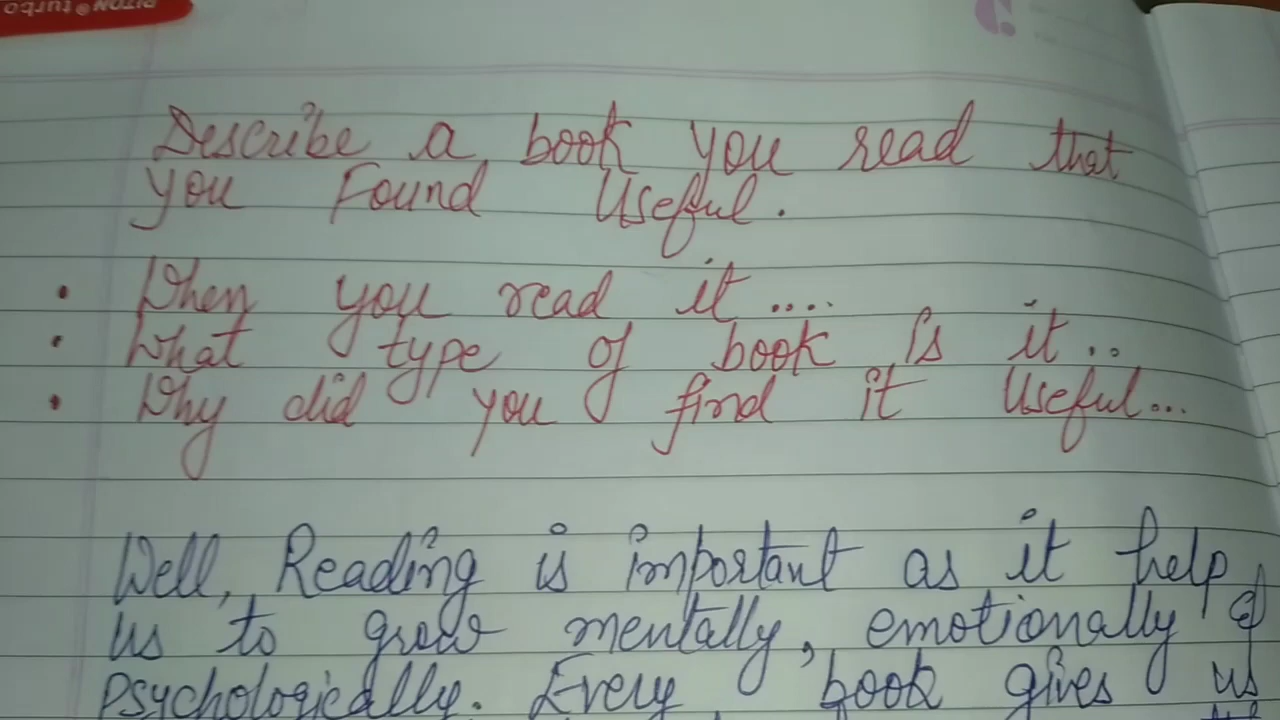 Describe a book you read that
you Found Useful.
• When you read it....
• What type of book is it..
• Why did you find it Useful...
Well, Reading is important as it help
us to grow mentally, emotionally &
Psychologically. Every book gives us